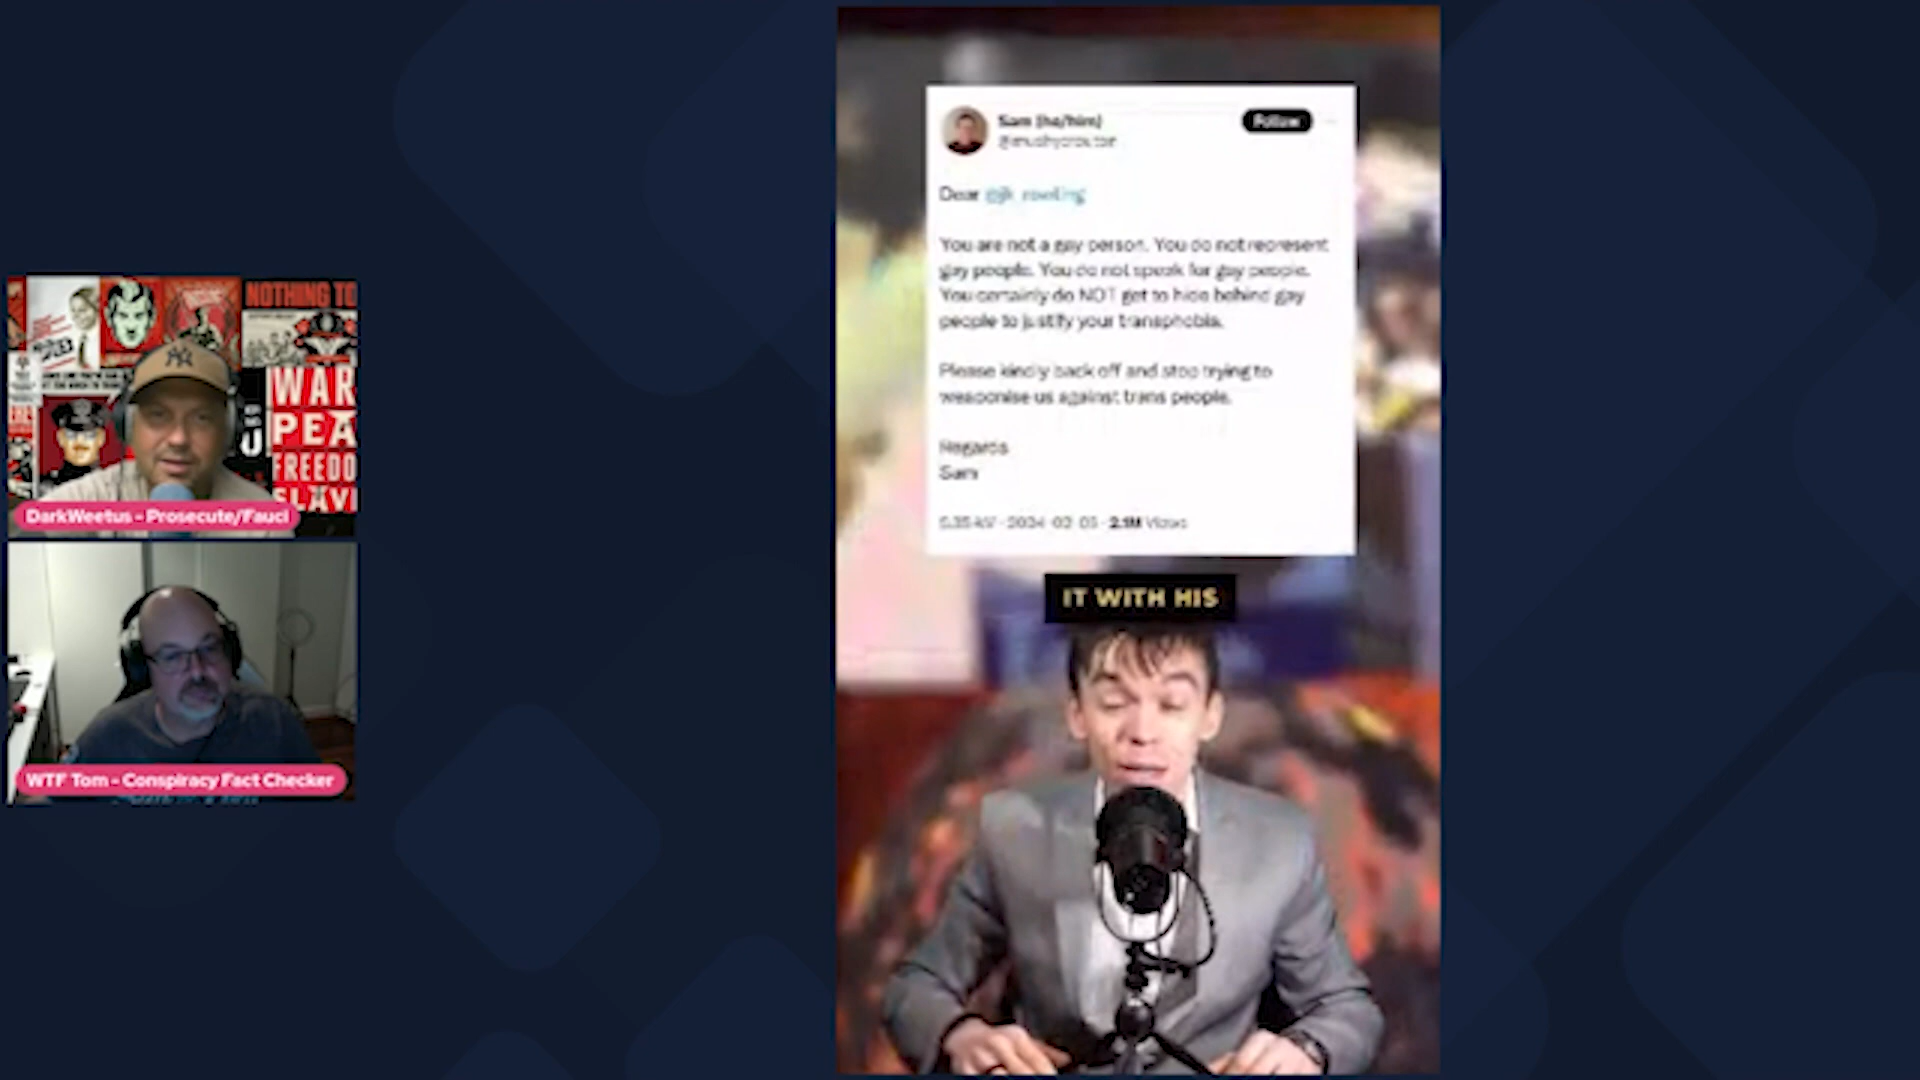 NOTHING TO
WAR
PEA
FREEDO
SLAVE
DarkWeetus - Prosecute/Fauci
WTF Tom - Conspiracy Fact Checker
Sam (he/him)
Follow
Dear @jk_rowling
You are not a gay person. You do not represent
gay people. You do not speak for gay people.
You certainly do NOT get to hide behind gay
people to justify your transphobia.
Please kindly back off and stop trying to
weaponise us against trans people.
Regards
Sam
2.1M Views
IT WITH HIS